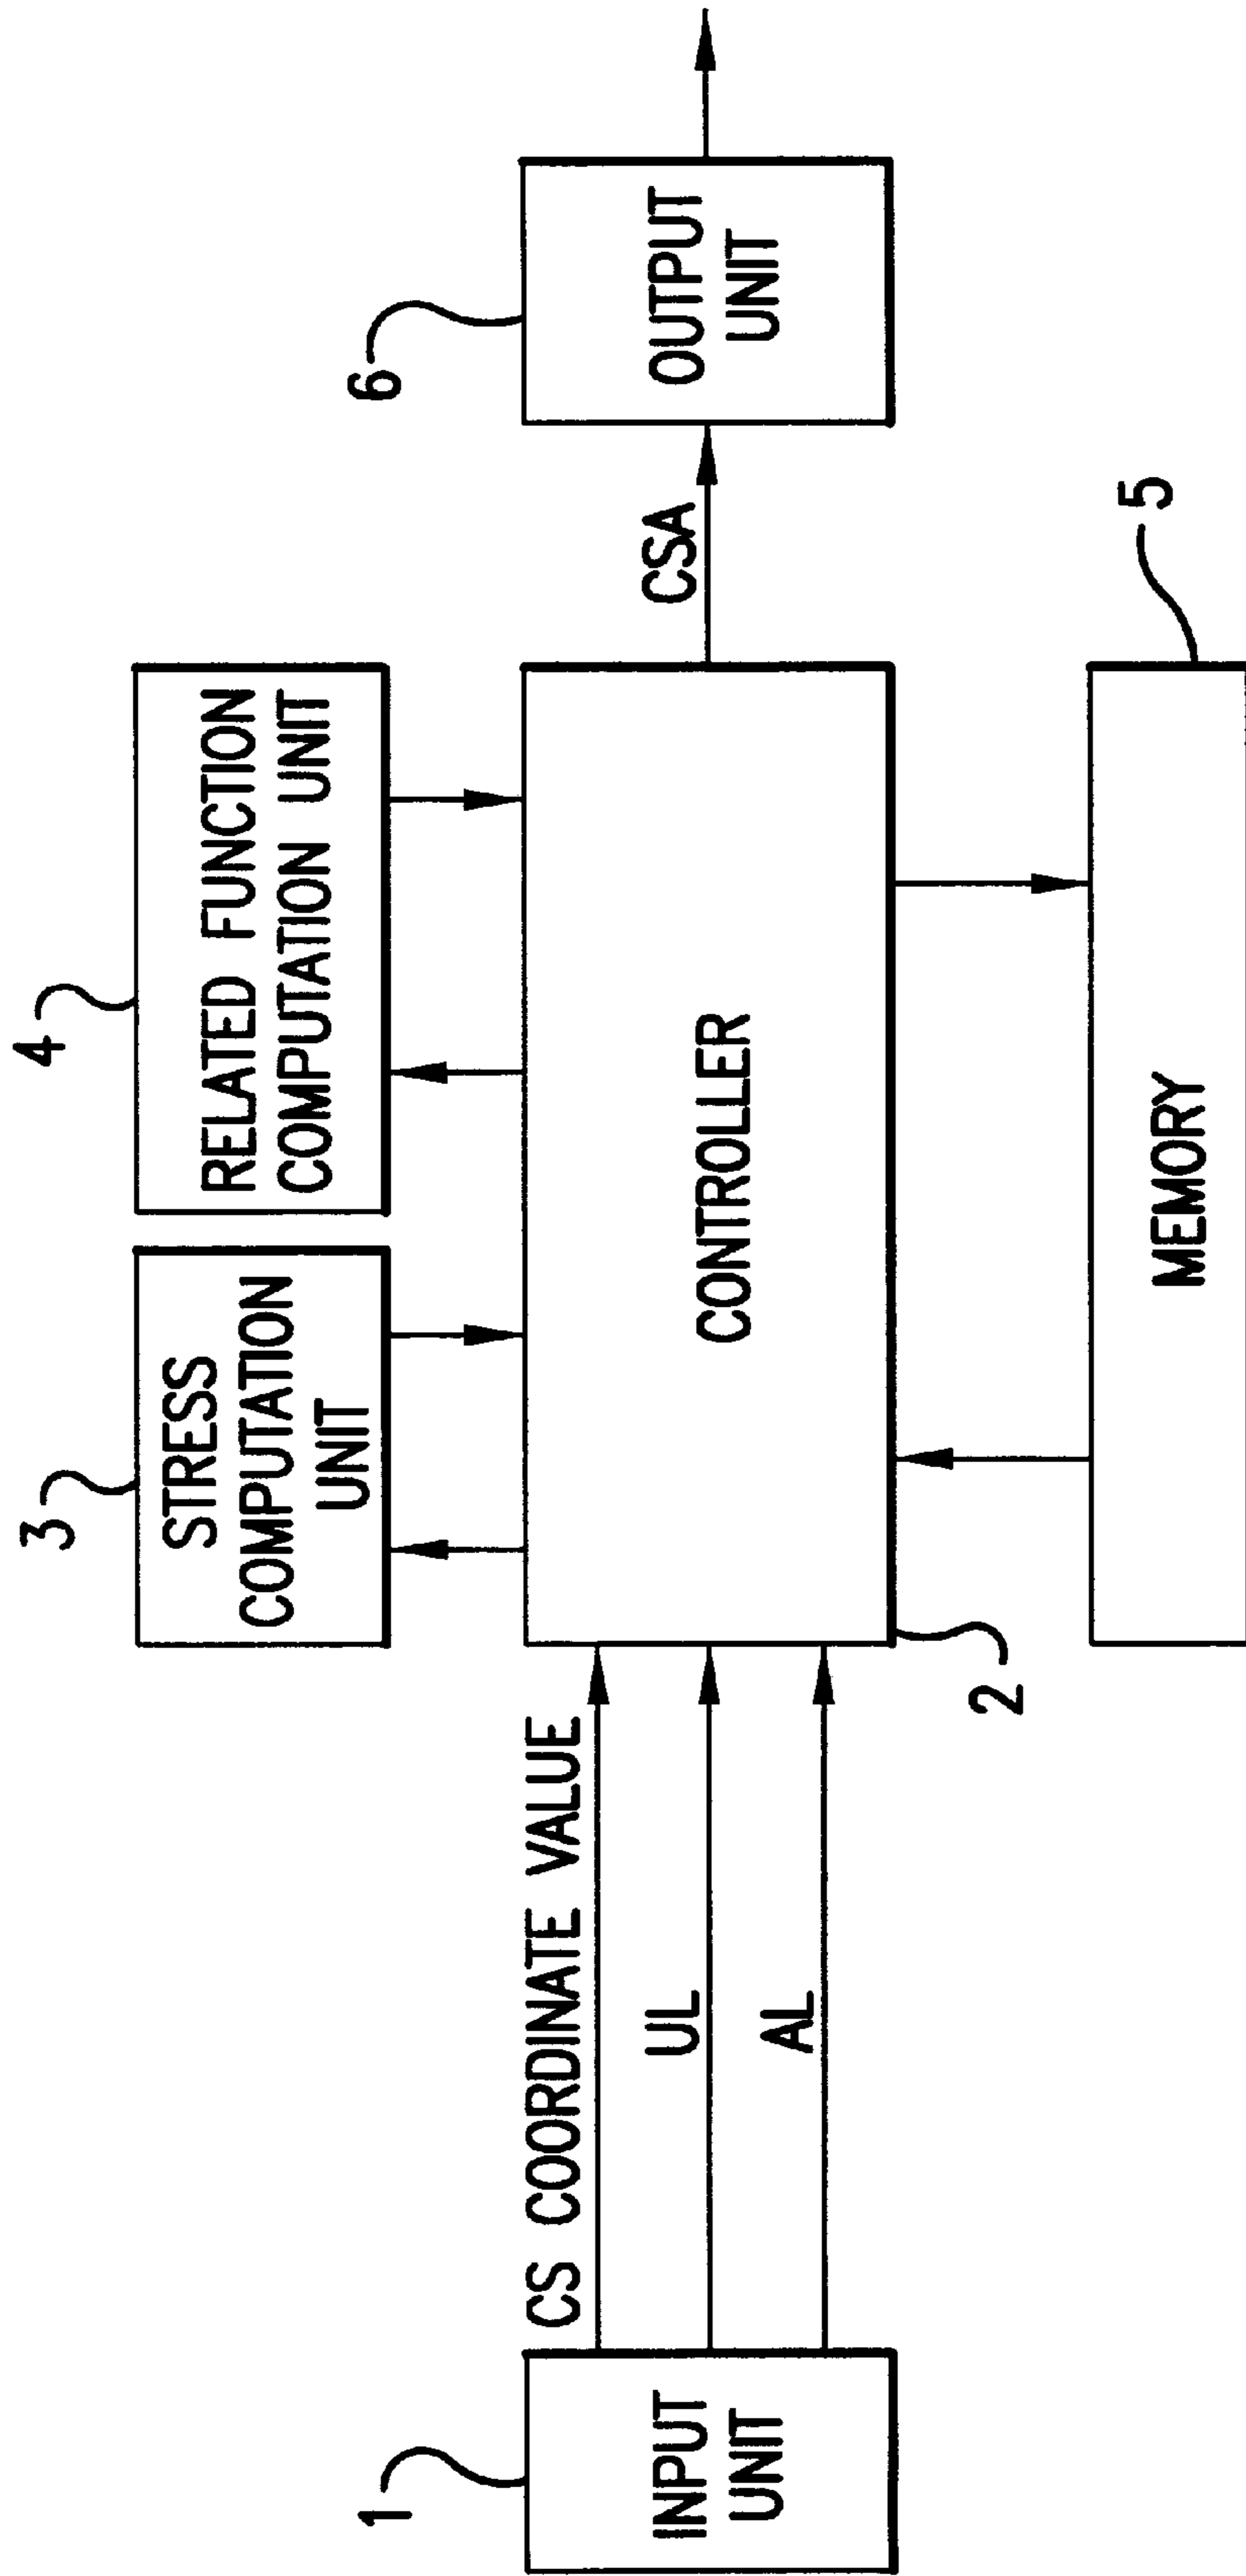 4
3
RELATED FUNCTION
COMPUTATION UNIT
STRESS
COMPUTATION
UNIT
6
1
CS COORDINATE VALUE
UL
AL
INPUT
UNIT
CONTROLLER
CSA
OUTPUT
UNIT
2
5
MEMORY